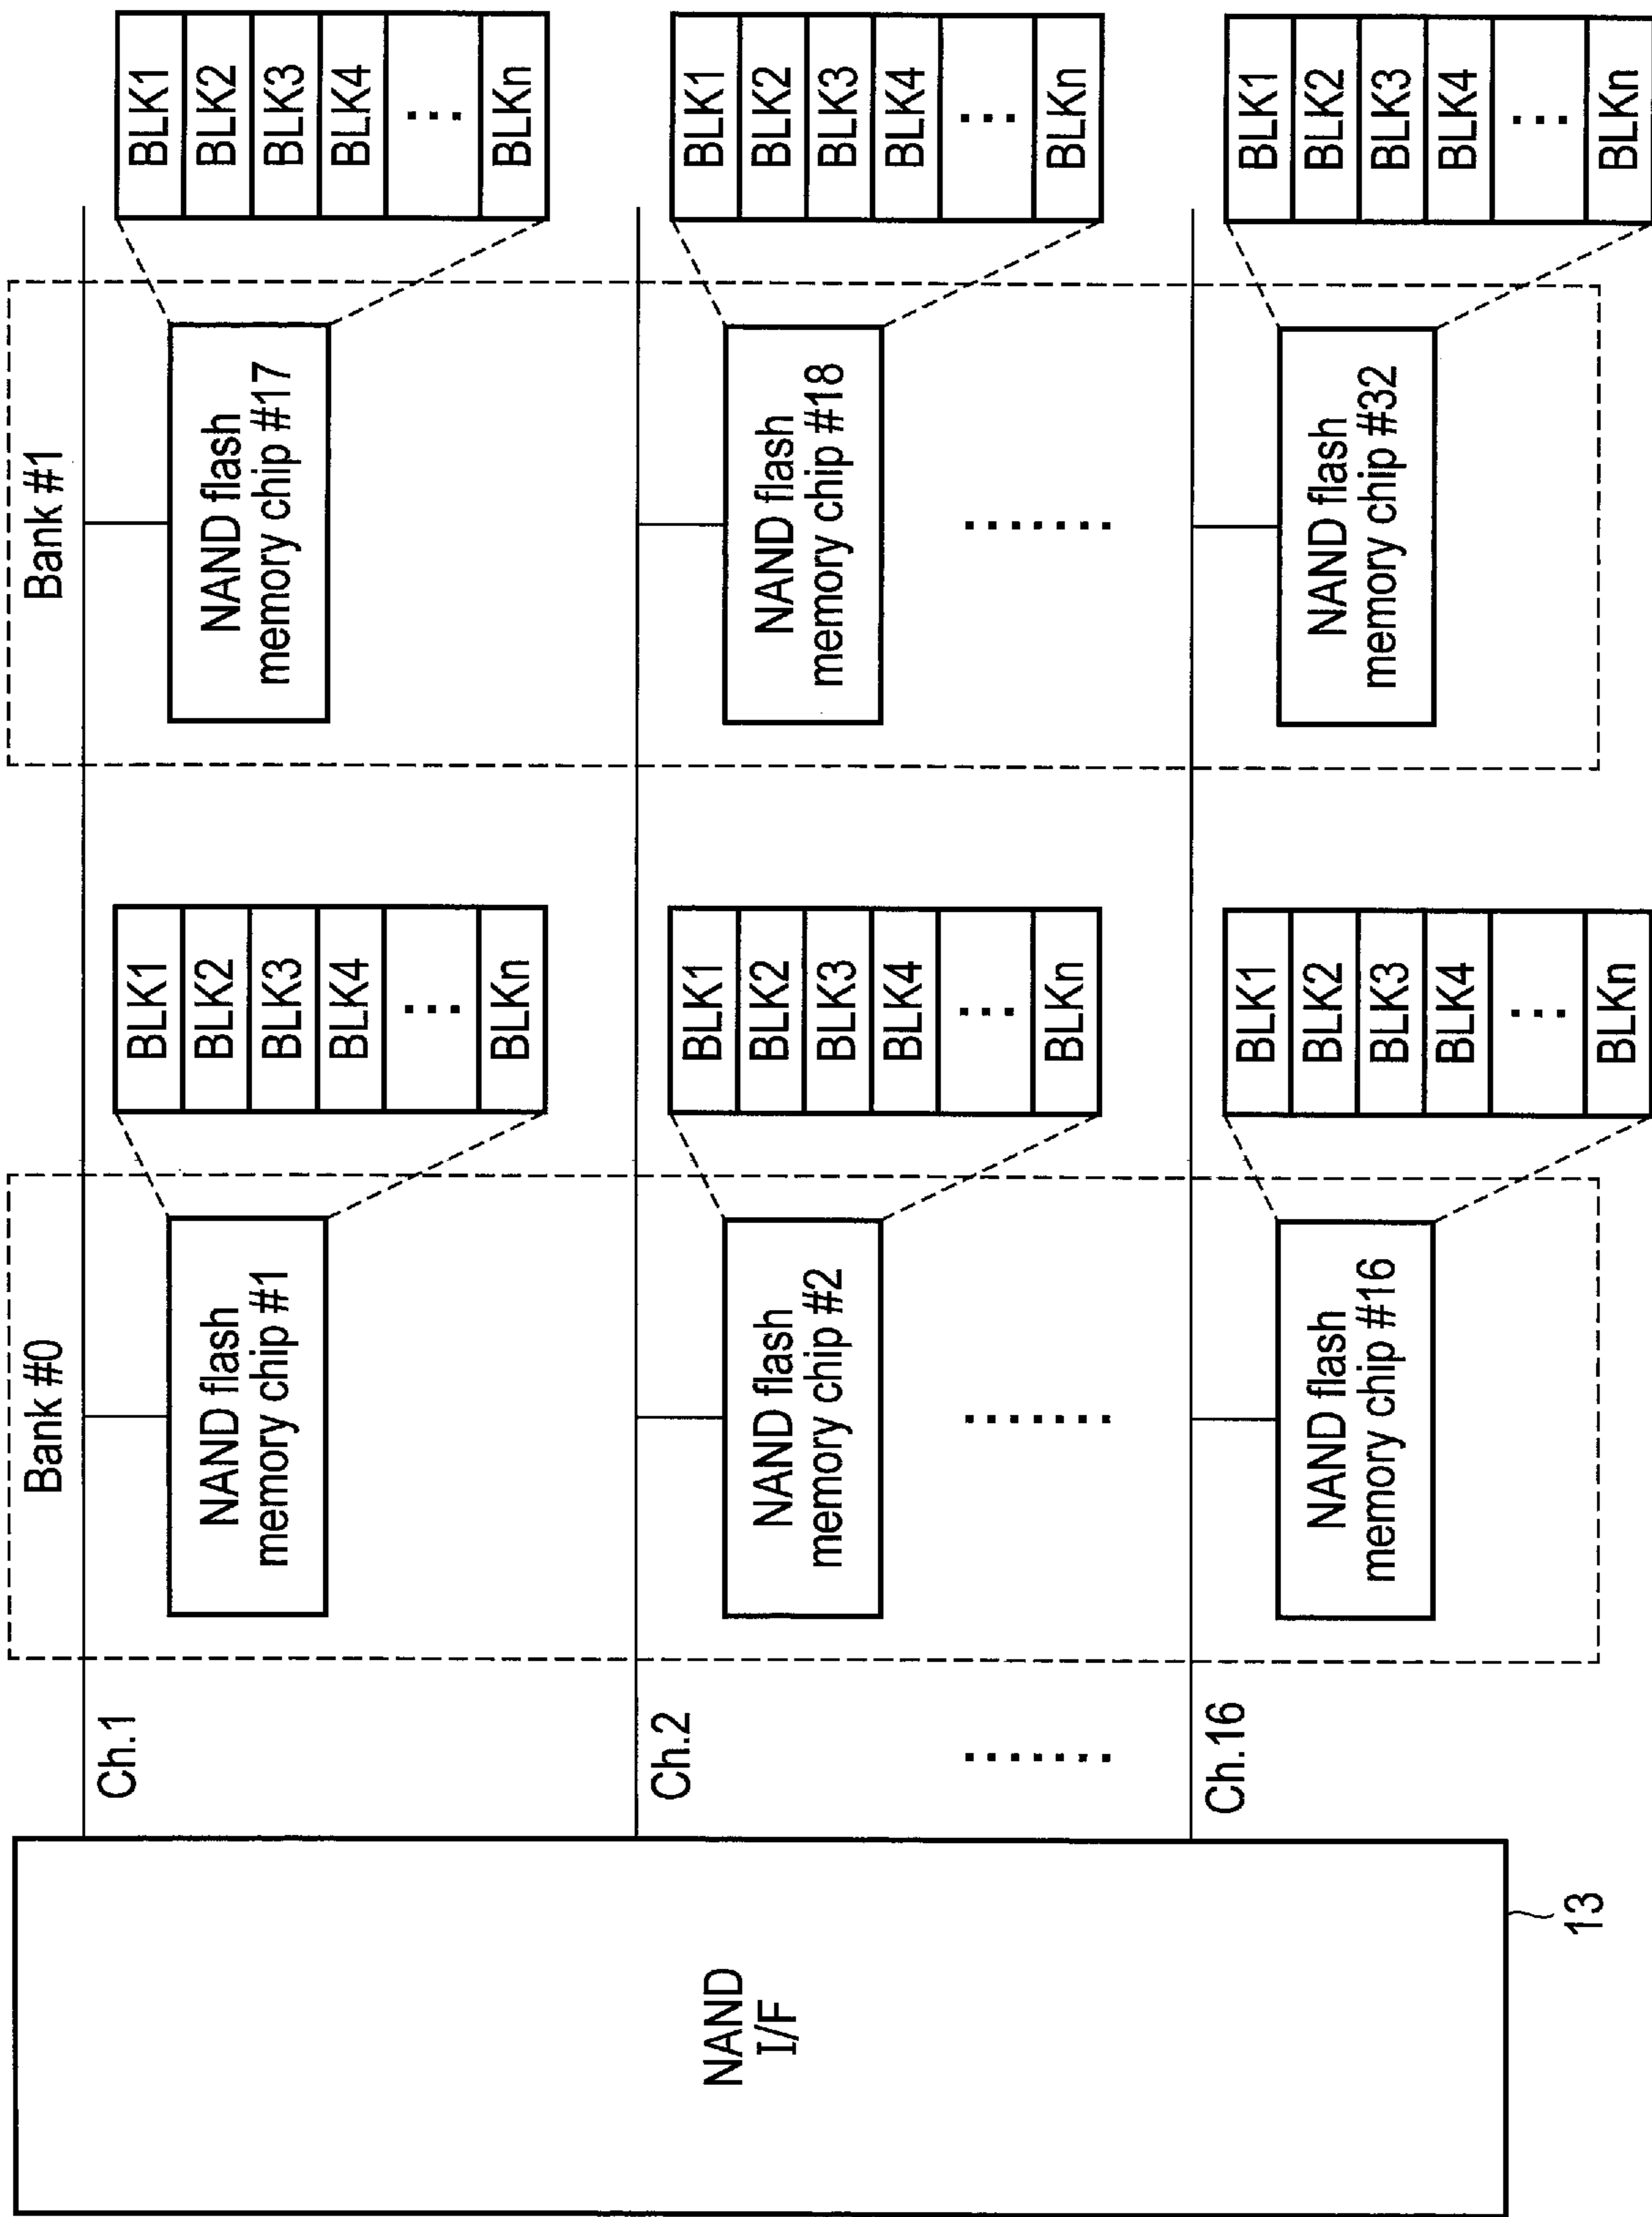 Bank #0
Bank #1
NAND
I/F
13
Ch.1
NAND flash
memory chip #1
BLK1
BLK2
BLK3
BLK4
...
BLKn
NAND flash
memory chip #17
BLK1
BLK2
BLK3
BLK4
...
BLKn
Ch.2
NAND flash
memory chip #2
BLK1
BLK2
BLK3
BLK4
...
BLKn
NAND flash
memory chip #18
BLK1
BLK2
BLK3
BLK4
...
BLKn
.......
.......
.......
Ch.16
NAND flash
memory chip #16
BLK1
BLK2
BLK3
BLK4
...
BLKn
NAND flash
memory chip #32
BLK1
BLK2
BLK3
BLK4
...
BLKn